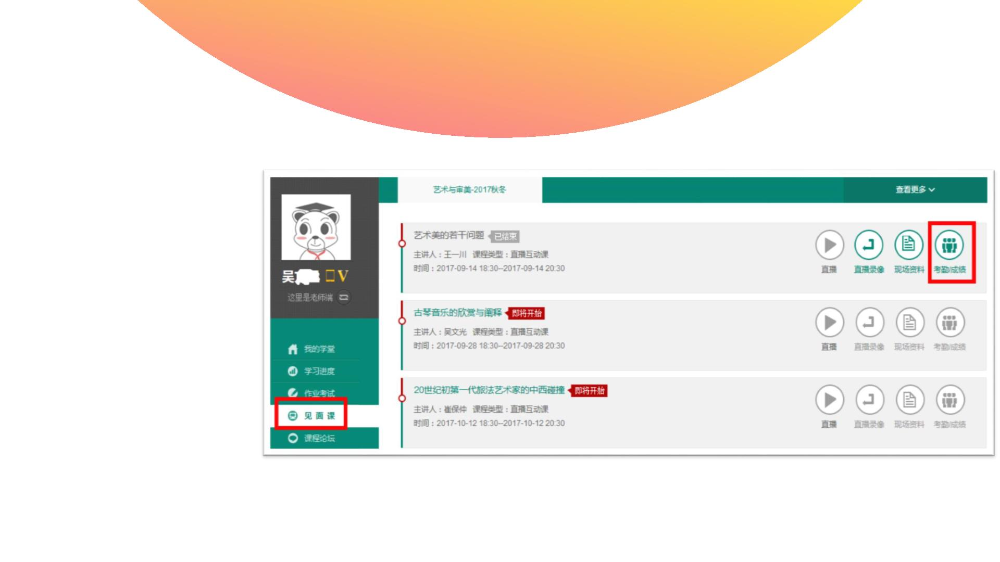 艺术与审美-2017秋冬
查看更多
吴
V
这里是老师端
我的学堂
学习进度
作业考试
见面课
课程论坛
艺术美的若干问题 已结束
主讲人：王一川 课程类型：直播互动课
时间：2017-09-14 18:30--2017-09-14 20:30
直播 直播录像 现场资料 考勤/成绩
古琴音乐的欣赏与阐释 即将开始
主讲人：吴文光 课程类型：直播互动课
时间：2017-09-28 18:30--2017-09-28 20:30
直播 直播录像 现场资料 考勤/成绩
20世纪初第一代旅法艺术家的中西碰撞 即将开始
主讲人：崔保仲 课程类型：直播互动课
时间：2017-10-12 18:30--2017-10-12 20:30
直播 直播录像 现场资料 考勤/成绩